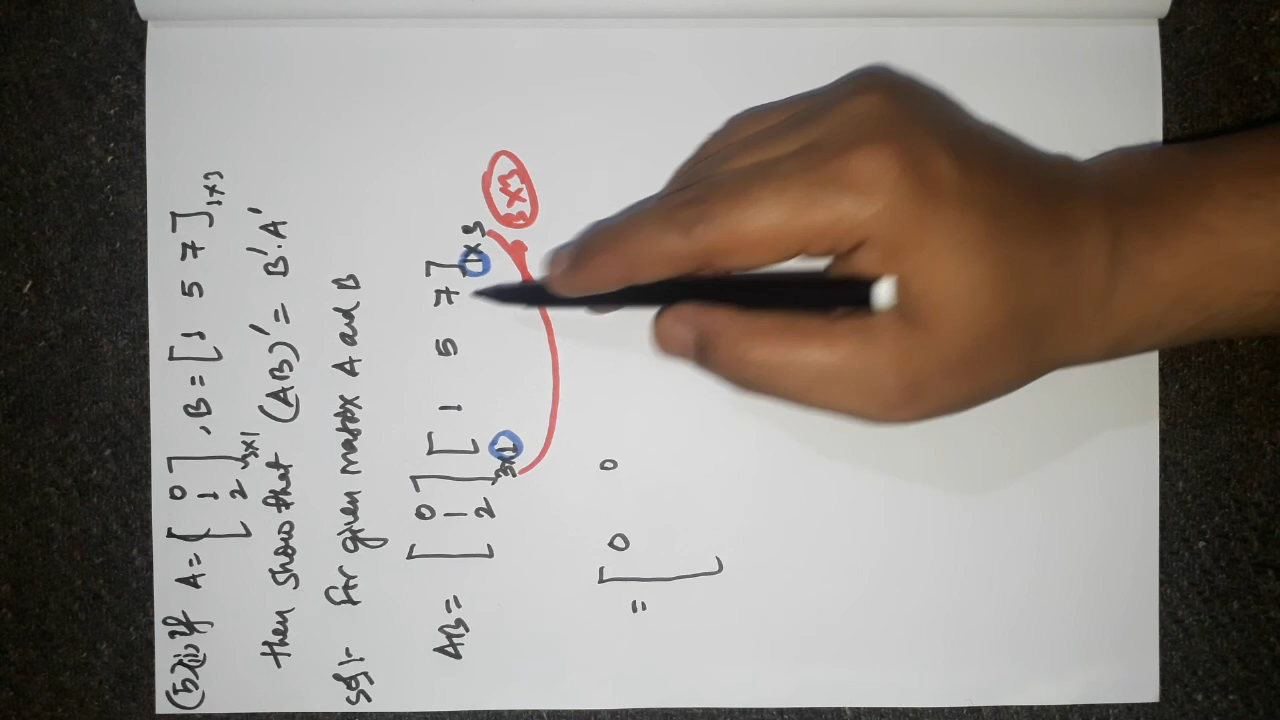 (5)(ii) If A = [0 1 2]3×1 , B = [1 5 7]1×3
then show that (AB)' = B'.A'
Sol:- For given matrix A and B
AB = [0 1 2]3×1 [1 5 7]1×3 3×3
= [0 0